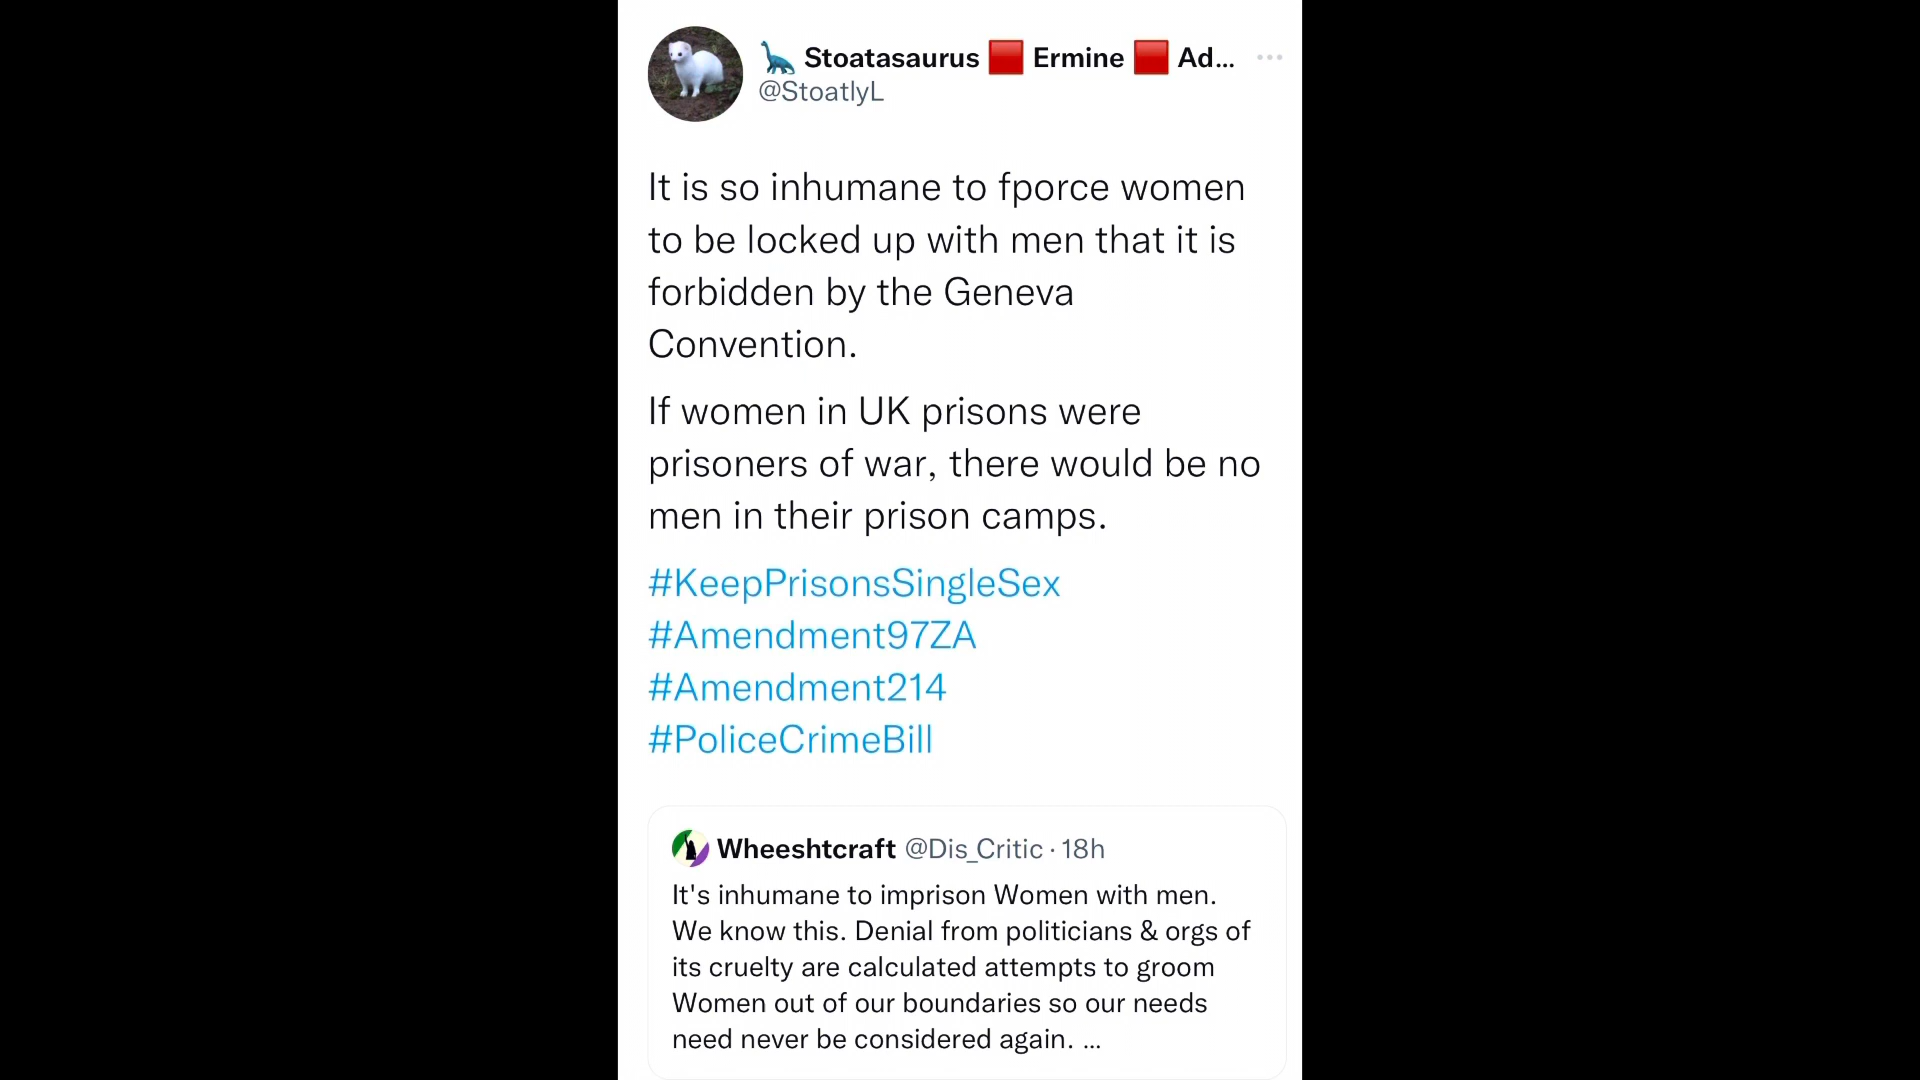 🦕 Stoatasaurus 🟥 Ermine 🟥 Ad...
@StoatlyL
It is so inhumane to fporce women
to be locked up with men that it is
forbidden by the Geneva
Convention.
If women in UK prisons were
prisoners of war, there would be no
men in their prison camps.
#KeepPrisonsSingleSex
#Amendment97ZA
#Amendment214
#PoliceCrimeBill
Wheeshtcraft @Dis_Critic · 18h
It's inhumane to imprison Women with men.
We know this. Denial from politicians & orgs of
its cruelty are calculated attempts to groom
Women out of our boundaries so our needs
need never be considered again. ...